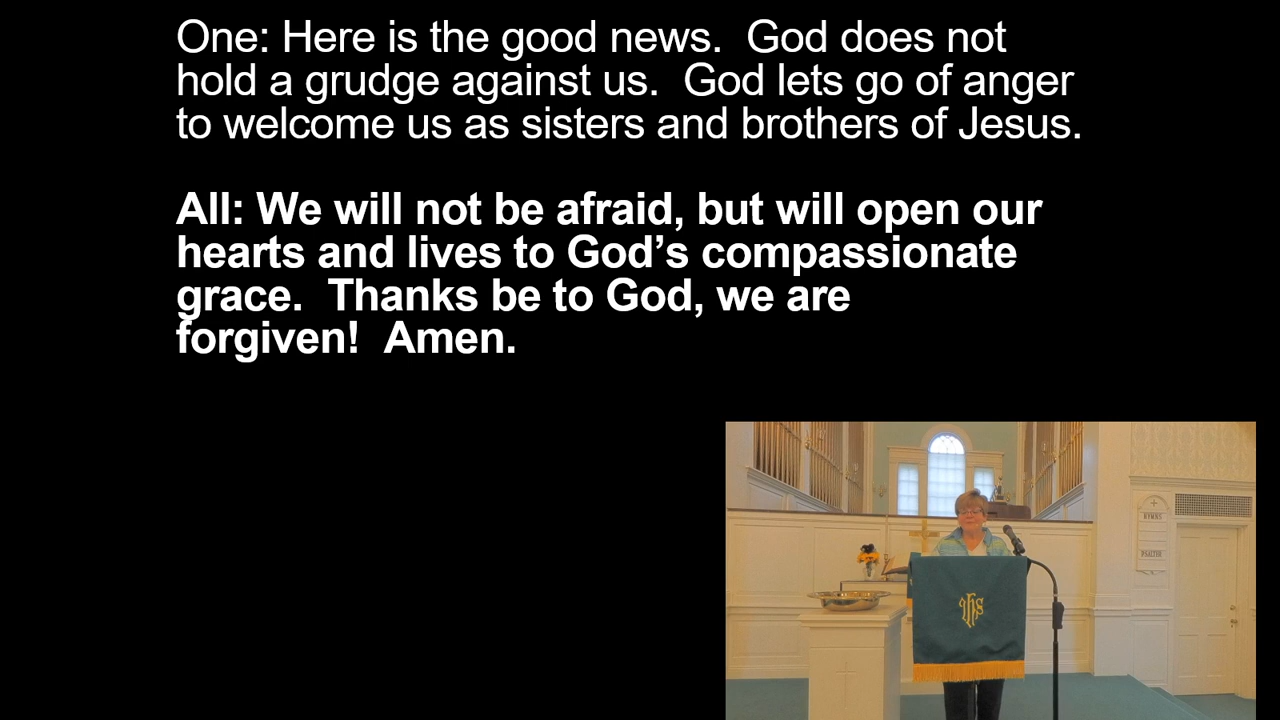 One: Here is the good news.  God does not
hold a grudge against us.  God lets go of anger
to welcome us as sisters and brothers of Jesus.
All: We will not be afraid, but will open our
hearts and lives to God’s compassionate
grace.  Thanks be to God, we are
forgiven!  Amen.
HYMNS
PSALTER
IHS